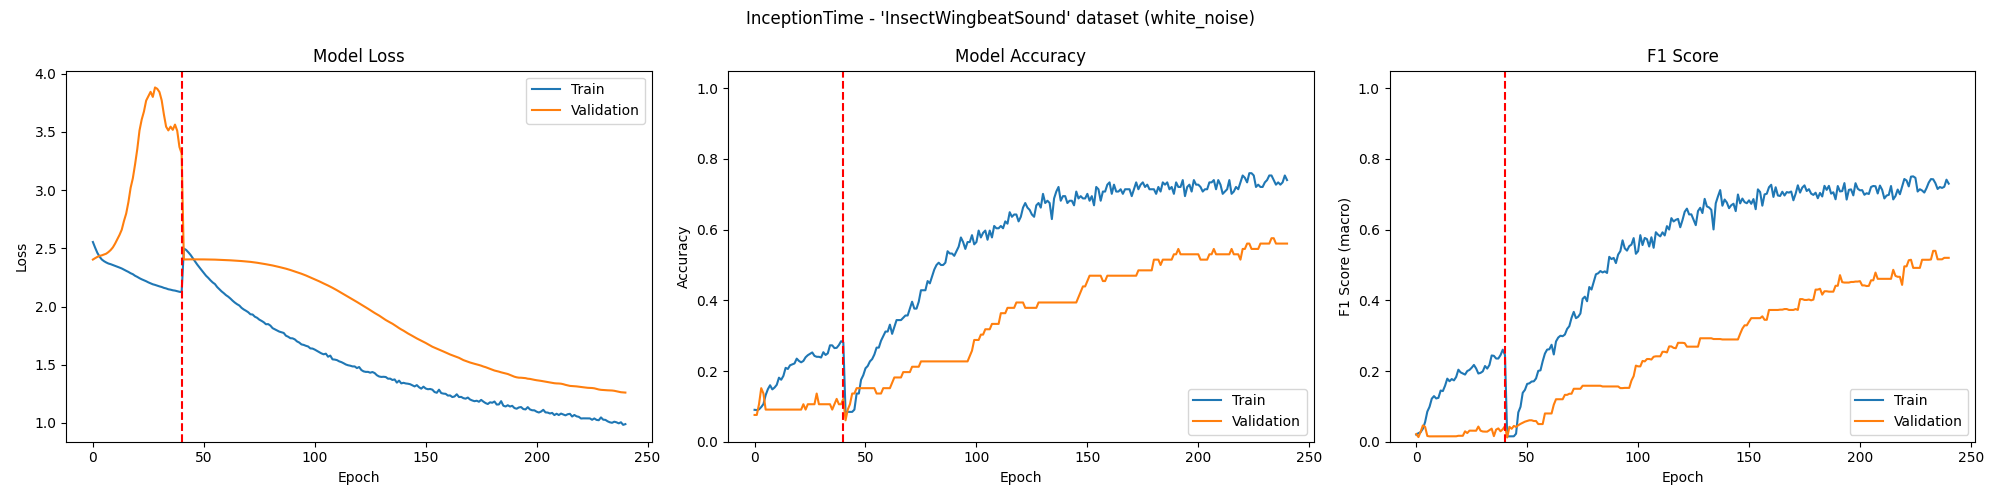 InceptionTime - 'InsectWingbeatSound' dataset (white_noise)
Model Loss
4.0
3.5
3.0
2.5
2.0
1.5
1.0
Loss
0 50 100 150 200 250
Epoch
Train
Validation
Model Accuracy
1.0
0.8
0.6
0.4
0.2
0.0
Accuracy
0 50 100 150 200 250
Epoch
Train
Validation
F1 Score
1.0
0.8
0.6
0.4
0.2
0.0
F1 Score (macro)
0 50 100 150 200 250
Epoch
Train
Validation